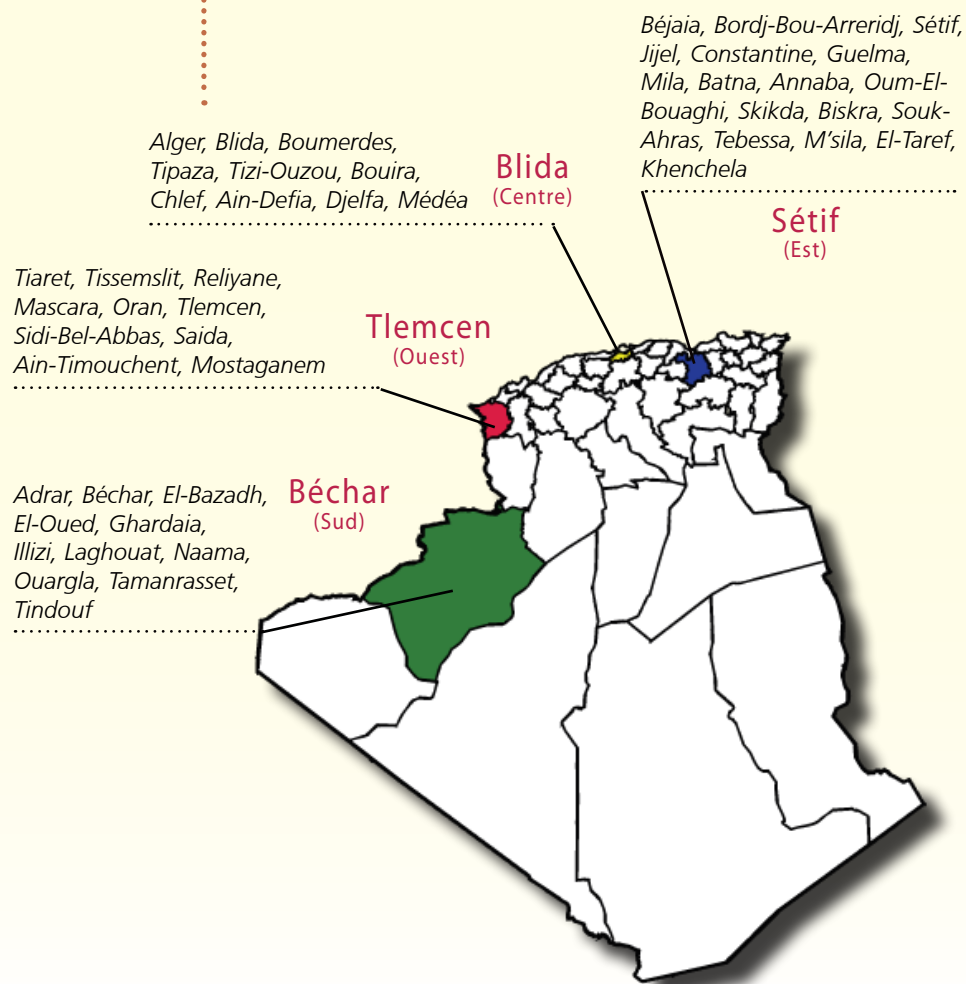 Béjaia, Bordj-Bou-Arreridj, Sétif,
Jijel, Constantine, Guelma,
Mila, Batna, Annaba, Oum-El-
Bouaghi, Skikda, Biskra, Souk-
Ahras, Tebessa, M'sila, El-Taref,
Khenchela
Sétif
(Est)
Alger, Blida, Boumerdes,
Tipaza, Tizi-Ouzou, Bouira,
Chlef, Ain-Defia, Djelfa, Médéa
Blida
(Centre)
Tiaret, Tissemslit, Reliyane,
Mascara, Oran, Tlemcen,
Sidi-Bel-Abbas, Saida,
Ain-Timouchent, Mostaganem
Tlemcen
(Ouest)
Adrar, Béchar, El-Bazadh,
El-Oued, Ghardaia,
Illizi, Laghouat, Naama,
Ouargla, Tamanrasset,
Tindouf
Béchar
(Sud)